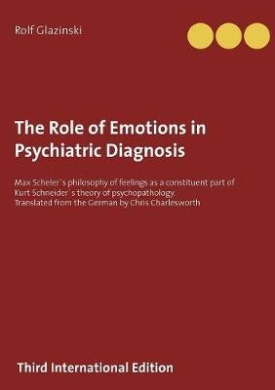 Rolf Glazinski
The Role of Emotions in
Psychiatric Diagnosis
Max Scheler´s philosophy of feelings as a constituent part of
Kurt Schneider´s theory of psychopathology.
Translated from the German by Chris Charlesworth
Third International Edition